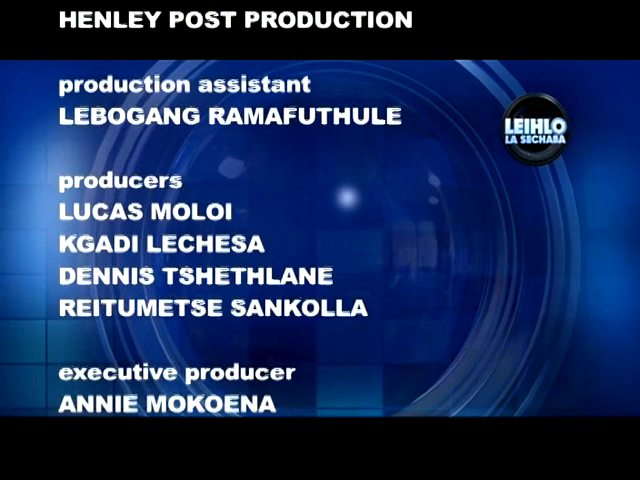 HENLEY POST PRODUCTION
production assistant
LEBOGANG RAMAFUTHULE
LEIHLO
LA SECHABA
producers
LUCAS MOLOI
KGADI LECHESA
DENNIS TSHETHLANE
REITUMETSE SANKOLLA
executive producer
ANNIE MOKOENA